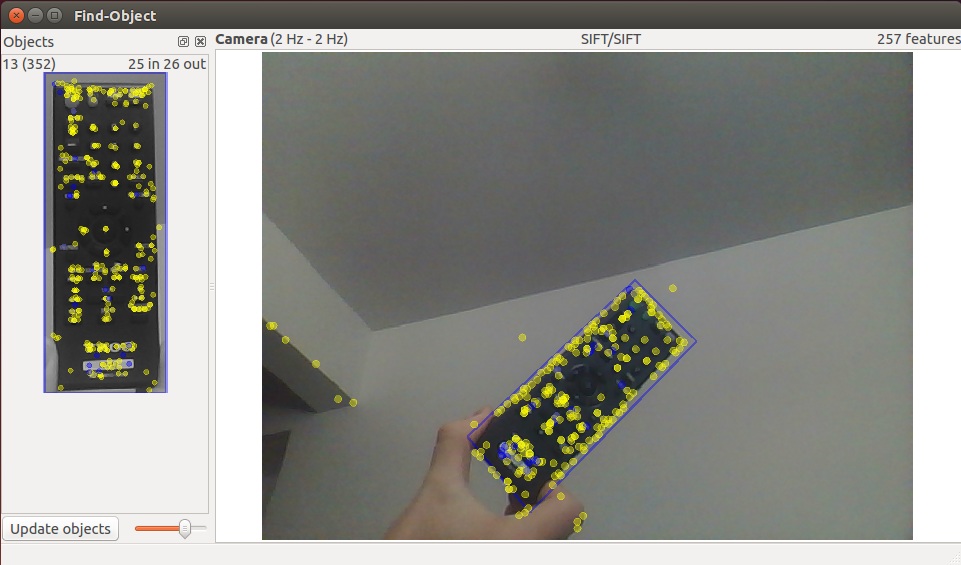 Find-Object
Objects
Camera (2 Hz - 2 Hz)
SIFT/SIFT
257 features
13 (352)
25 in 26 out
Update objects